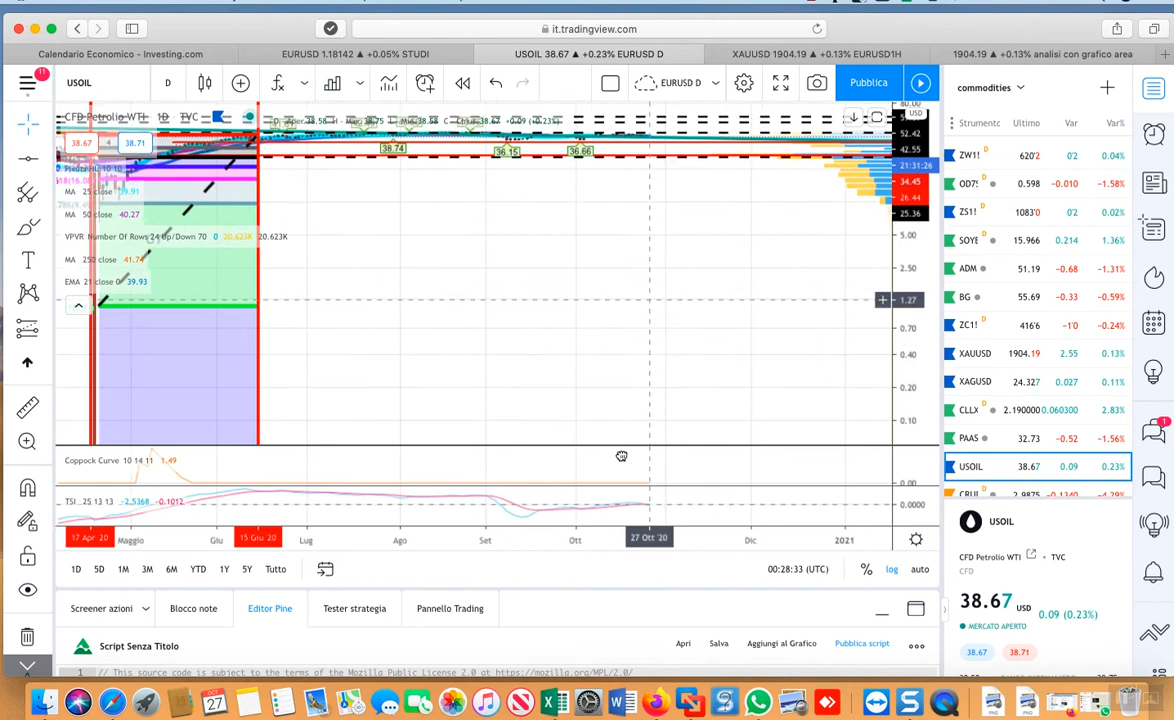 it.tradingview.com
Calendario Economico - Investing.com
EURUSD 1.18142 ▲ +0.05% STUDI
USOIL 38.67 ▲ +0.23% EURUSD D
XAUUSD 1904.19 ▲ +0.13% EURUSD1H
1904.19 ▲ +0.13% analisi con grafico area
11
USOIL
D
EURUSD D
Pubblica
commodities
CFD Petrolio WTI 1D TVC
38.67
4
38.71
MA 25 close 39.91
MA 50 close 40.27
VPVR Number Of Rows 24 Up/Down 70 0 20.623K 20.623K
MA 250 close 41.74
EMA 21 close 0 39.93
38.74
36.15
36.66
80.00
USD
52.42
42.55
21:31:26
34.45
26.44
25.36
5.00
2.50
1.27
0.70
0.40
0.20
0.10
Coppock Curve 10 14 11 1.49
0.00
TSI 25 13 13 -2.5368 -0.1012
0.0000
17 Apr '20
Maggio
Giu
15 Giu '20
Lug
Ago
Set
Ott
27 Ott '20
Dic
2021
1D 5D 1M 3M 6M YTD 1Y 5Y Tutto
00:28:33 (UTC)
% log auto
Screener azioni
Blocco note
Editor Pine
Tester strategia
Pannello Trading
Script Senza Titolo
Apri
Salva
Aggiungi al Grafico
Pubblica script
// This source code is subject to the terms of the Mozilla Public License 2.0 at https://mozilla.org/MPL/2.0/
Strumento Ultimo Var Var%
ZW1! D 620'2 0'2 0.04%
OD7: 0.598 -0.010 -1.58%
ZS1! D 1083'0 0'2 0.02%
SOYE 15.966 0.214 1.36%
ADM 51.19 -0.68 -1.31%
BG 55.69 -0.33 -0.59%
ZC1! D 416'6 -1'0 -0.24%
XAUUSD 1904.19 2.55 0.13%
XAGUSD 24.327 0.027 0.11%
CLLX D 2.190000 0.060300 2.83%
PAAS 32.73 -0.52 -1.56%
USOIL 38.67 0.09 0.23%
USOIL
CFD Petrolio WTI • TVC
CFD
38.67 USD 0.09 (0.23%)
MERCATO APERTO
38.67
38.71
1
OCT
27